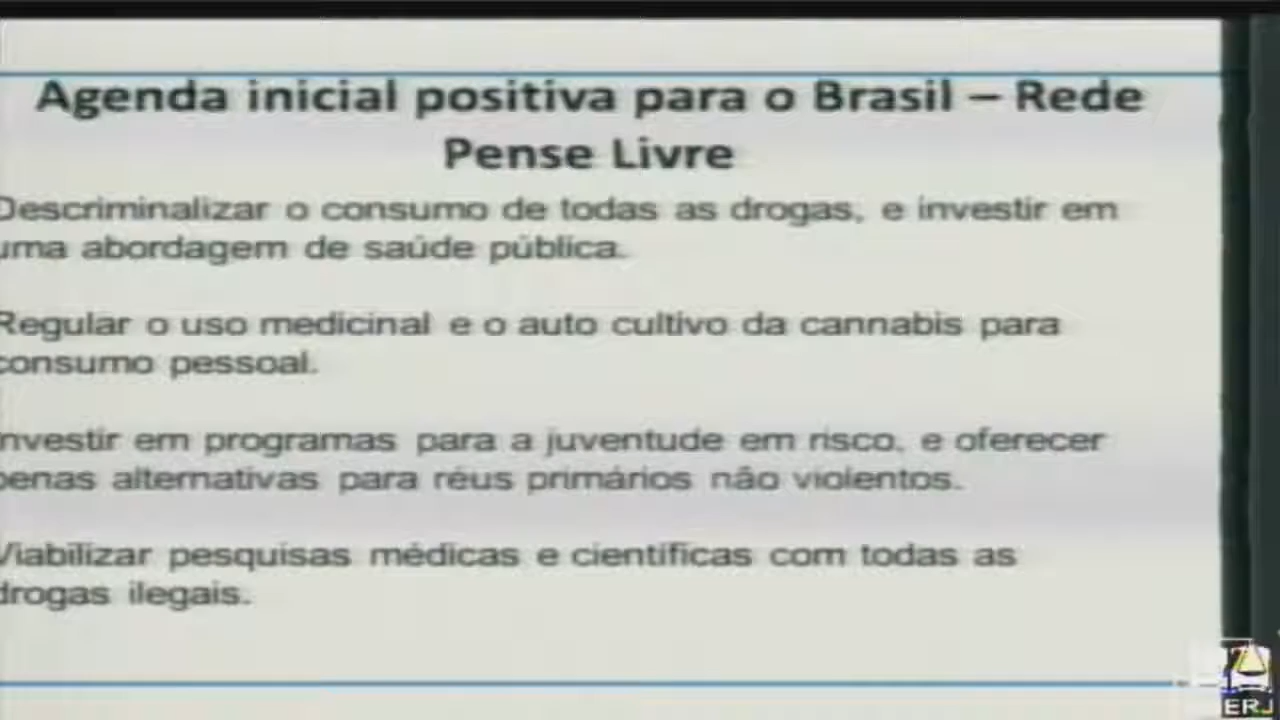 Agenda inicial positiva para o Brasil – Rede
Pense Livre
Descriminalizar o consumo de todas as drogas, e investir em
uma abordagem de saúde pública.
Regular o uso medicinal e o auto cultivo da cannabis para
consumo pessoal.
Investir em programas para a juventude em risco, e oferecer
penas alternativas para réus primários não violentos.
Viabilizar pesquisas médicas e científicas com todas as
drogas ilegais.
ERJ